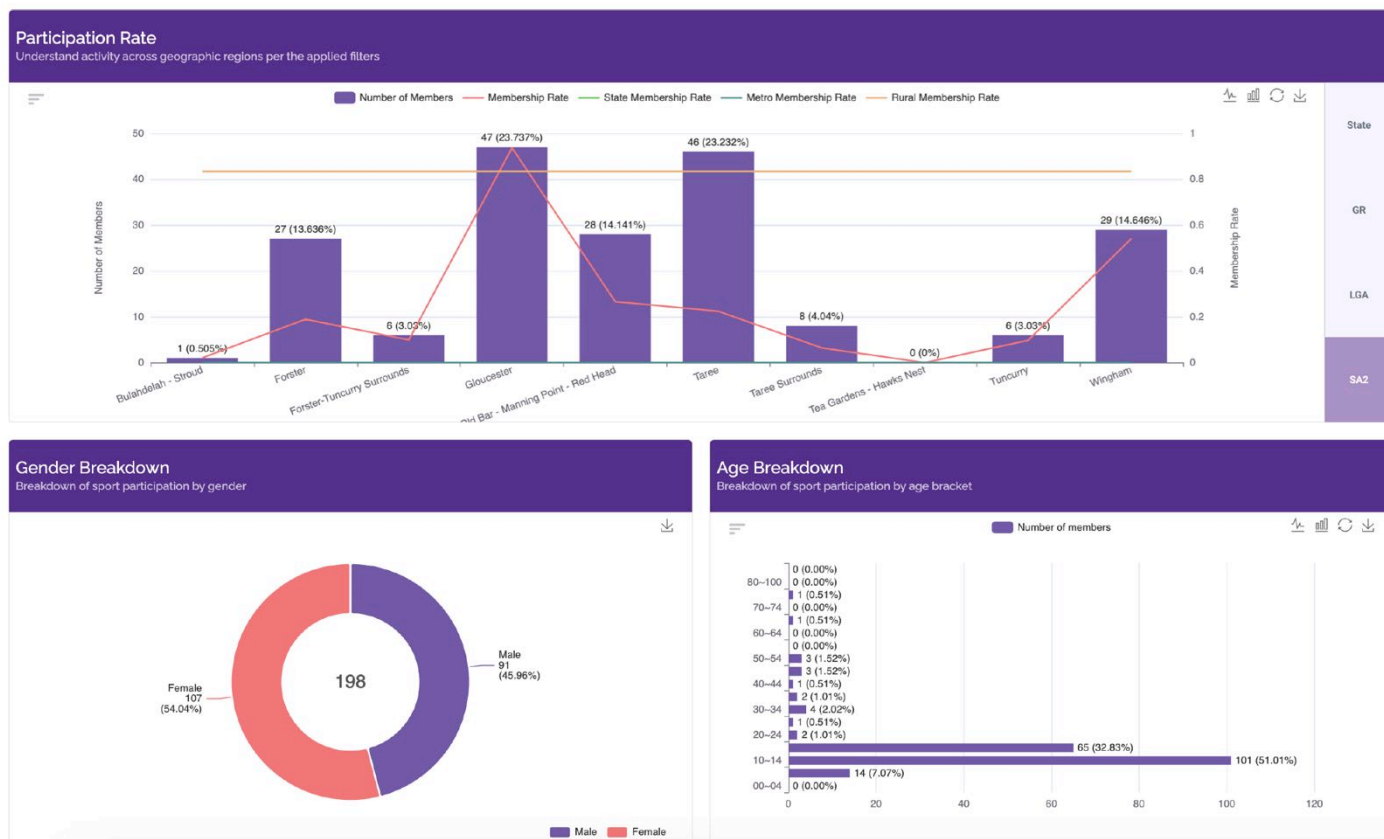 Participation Rate
Understand activity across geographic regions per the applied filters
Number of Members
Membership Rate
State Membership Rate
Metro Membership Rate
Rural Membership Rate
50
40
30
20
10
0
Number of Members
1
0.8
0.6
0.4
0.2
0
Membership Rate
1 (0.505%)
27 (13.636%)
6 (3.03%)
47 (23.737%)
28 (14.141%)
46 (23.232%)
8 (4.04%)
0 (0%)
6 (3.03%)
29 (14.646%)
Bulahdelah - Stroud
Forster
Forster-Tuncurry Surrounds
Gloucester
Old Bar - Manning Point - Red Head
Taree
Taree Surrounds
Tea Gardens - Hawks Nest
Tuncurry
Wingham
State
GR
LGA
SA2
Gender Breakdown
Breakdown of sport participation by gender
198
Male
91
(45.96%)
Female
107
(54.04%)
Male
Female
Age Breakdown
Breakdown of sport participation by age bracket
Number of members
0 (0.00%)
80~100 0 (0.00%)
1 (0.51%)
70~74 0 (0.00%)
1 (0.51%)
60~64 0 (0.00%)
0 (0.00%)
50~54 3 (1.52%)
3 (1.52%)
40~44 1 (0.51%)
2 (1.01%)
30~34 4 (2.02%)
1 (0.51%)
20~24 2 (1.01%)
65 (32.83%)
10~14 101 (51.01%)
14 (7.07%)
00~04 0 (0.00%)
0
20
40
60
80
100
120